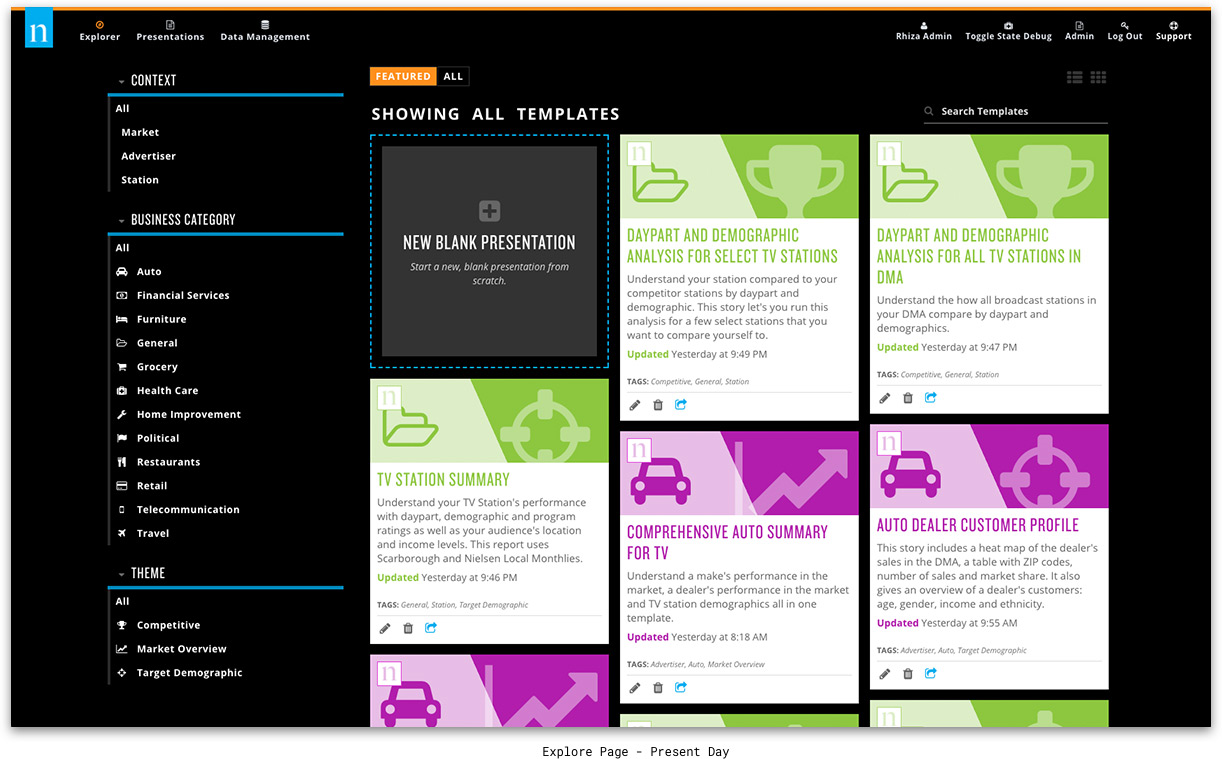 n
Explorer Presentations Data Management
Rhiza Admin Toggle State Debug Admin Log Out Support
CONTEXT
All
Market
Advertiser
Station
BUSINESS CATEGORY
All
Auto
Financial Services
Furniture
General
Grocery
Health Care
Home Improvement
Political
Restaurants
Retail
Telecommunication
Travel
THEME
All
Competitive
Market Overview
Target Demographic
FEATURED ALL
SHOWING ALL TEMPLATES
Search Templates
NEW BLANK PRESENTATION
Start a new, blank presentation from
scratch.
n
TV STATION SUMMARY
Understand your TV Station's performance
with daypart, demographic and program
ratings as well as your audience's location
and income levels. This report uses
Scarborough and Nielsen Local Monthlies.
Updated Yesterday at 9:46 PM
TAGS: General, Station, Target Demographic
n
n
DAYPART AND DEMOGRAPHIC
ANALYSIS FOR SELECT TV STATIONS
Understand your station compared to your
competitor stations by daypart and
demographic. This story let's you run this
analysis for a few select stations that you
want to compare yourself to.
Updated Yesterday at 9:49 PM
TAGS: Competitive, General, Station
n
COMPREHENSIVE AUTO SUMMARY
FOR TV
Understand a make's performance in the
market, a dealer's performance in the market
and TV station demographics all in one
template.
Updated Yesterday at 8:18 AM
TAGS: Advertiser, Auto, Market Overview
n
n
DAYPART AND DEMOGRAPHIC
ANALYSIS FOR ALL TV STATIONS IN
DMA
Understand the how all broadcast stations in
your DMA compare by daypart and
demographics.
Updated Yesterday at 9:47 PM
TAGS: Competitive, General, Station
n
AUTO DEALER CUSTOMER PROFILE
This story includes a heat map of the dealer's
sales in the DMA, a table with ZIP codes,
number of sales and market share. It also
gives an overview of a dealer's customers:
age, gender, income and ethnicity.
Updated Yesterday at 9:55 AM
TAGS: Advertiser, Auto, Target Demographic
n
Explore Page - Present Day